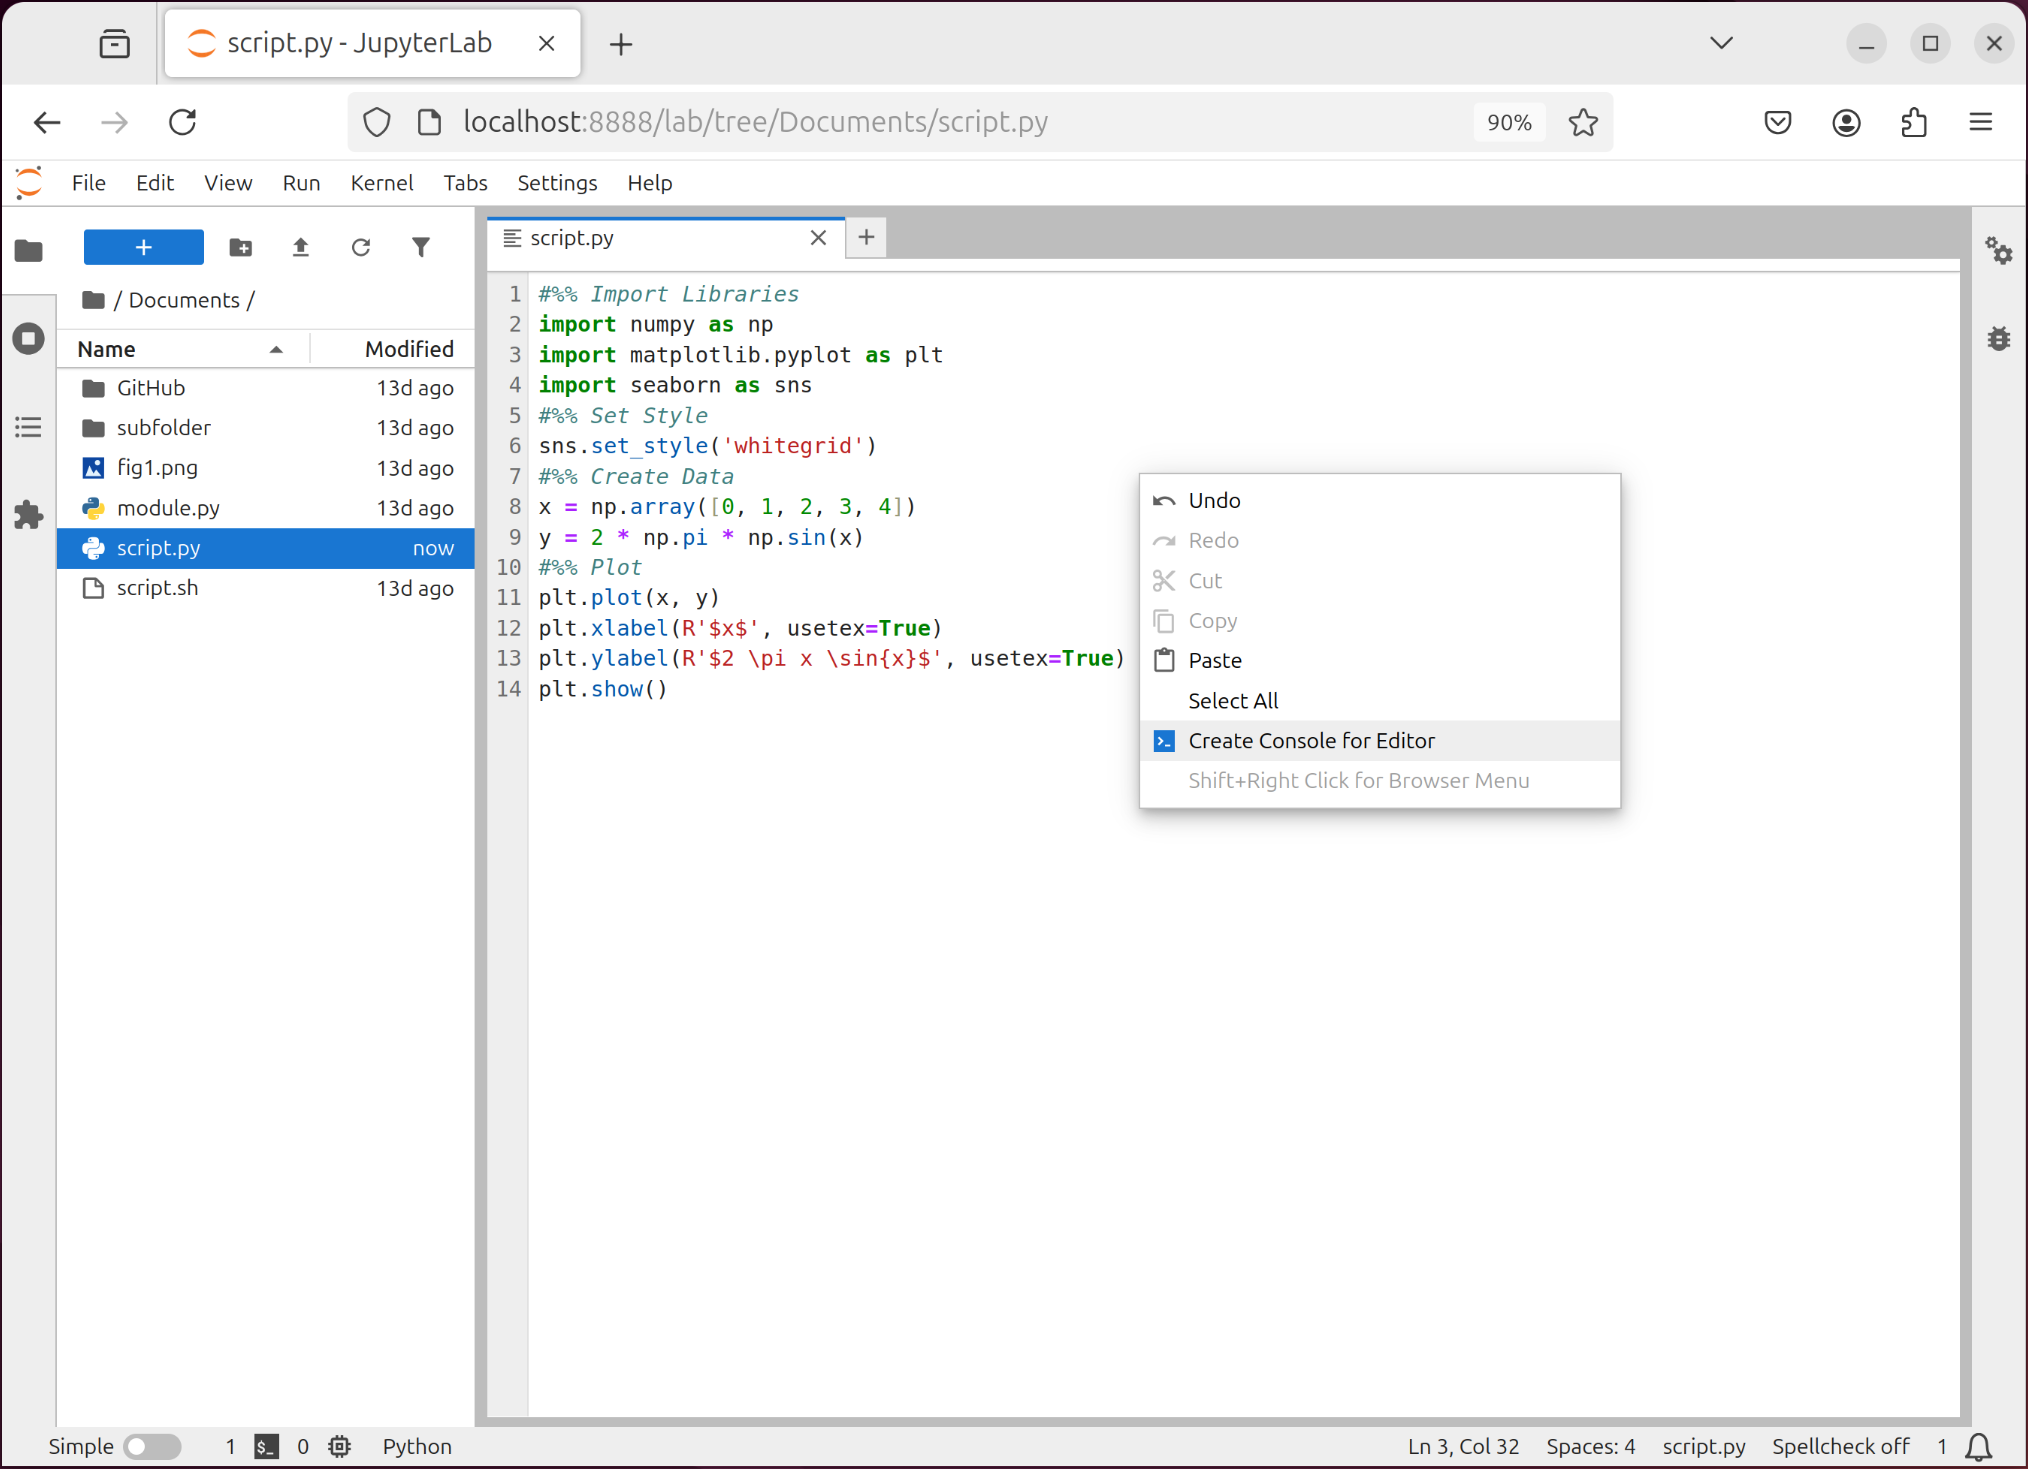 script.py - JupyterLab
localhost:8888/lab/tree/Documents/script.py
90%
File Edit View Run Kernel Tabs Settings Help
+
/ Documents /
Name Modified
GitHub 13d ago
subfolder 13d ago
fig1.png 13d ago
module.py 13d ago
script.py now
script.sh 13d ago
script.py
1 #%% Import Libraries
2 import numpy as np
3 import matplotlib.pyplot as plt
4 import seaborn as sns
5 #%% Set Style
6 sns.set_style('whitegrid')
7 #%% Create Data
8 x = np.array([0, 1, 2, 3, 4])
9 y = 2 * np.pi * np.sin(x)
10 #%% Plot
11 plt.plot(x, y)
12 plt.xlabel(R'$x$', usetex=True)
13 plt.ylabel(R'$2 \pi x \sin{x}$', usetex=True)
14 plt.show()
Undo
Redo
Cut
Copy
Paste
Select All
Create Console for Editor
Shift+Right Click for Browser Menu
Simple 1 $_ 0 Python Ln 3, Col 32 Spaces: 4 script.py Spellcheck off 1